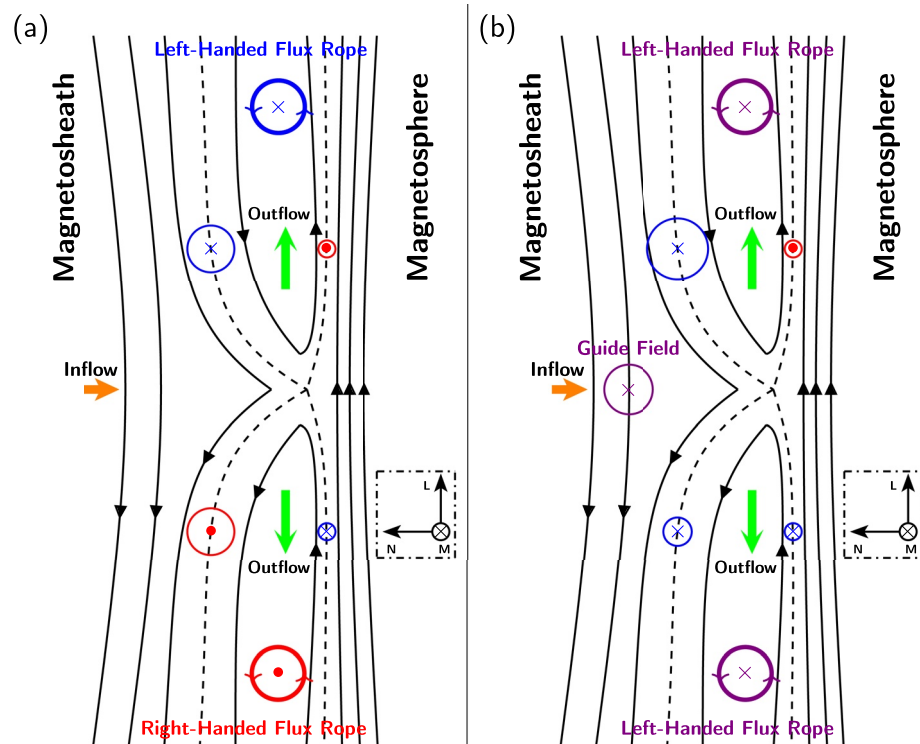 (a)
Left-Handed Flux Rope
Magnetosheath
Magnetosphere
Outflow
Inflow
Outflow
L
N
M
Right-Handed Flux Rope
(b)
Left-Handed Flux Rope
Magnetosheath
Magnetosphere
Outflow
Guide Field
Inflow
Outflow
L
N
M
Left-Handed Flux Rope